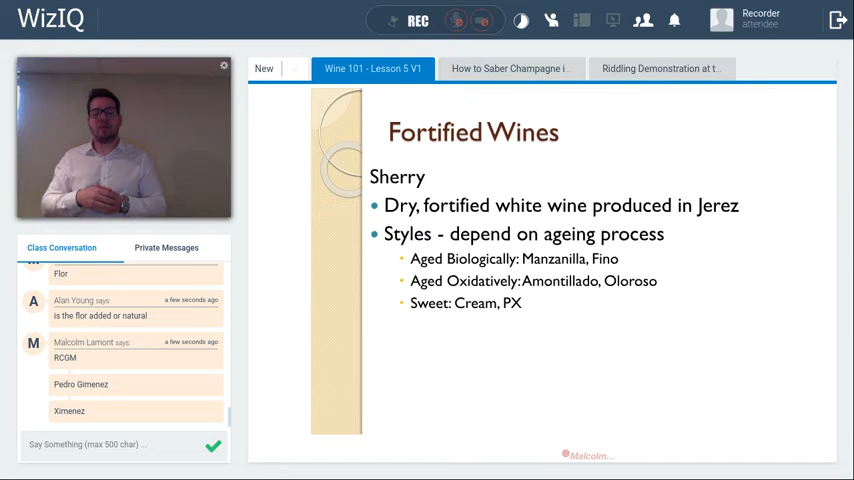 WizIQ
REC
Recorder
attendee
New
Wine 101 - Lesson 5 V1
How to Saber Champagne i...
Riddling Demonstration at t...
Fortified Wines
Sherry
Dry, fortified white wine produced in Jerez
Styles - depend on ageing process
Aged Biologically: Manzanilla, Fino
Aged Oxidatively: Amontillado, Oloroso
Sweet: Cream, PX
Malcolm...
Class Conversation
Private Messages
Flor
A
Alan Young says:
a few seconds ago
is the flor added or natural
M
Malcolm Lamont says:
a few seconds ago
RCGM
Pedro Gimenez
Ximenez
Say Something (max 500 char) ...